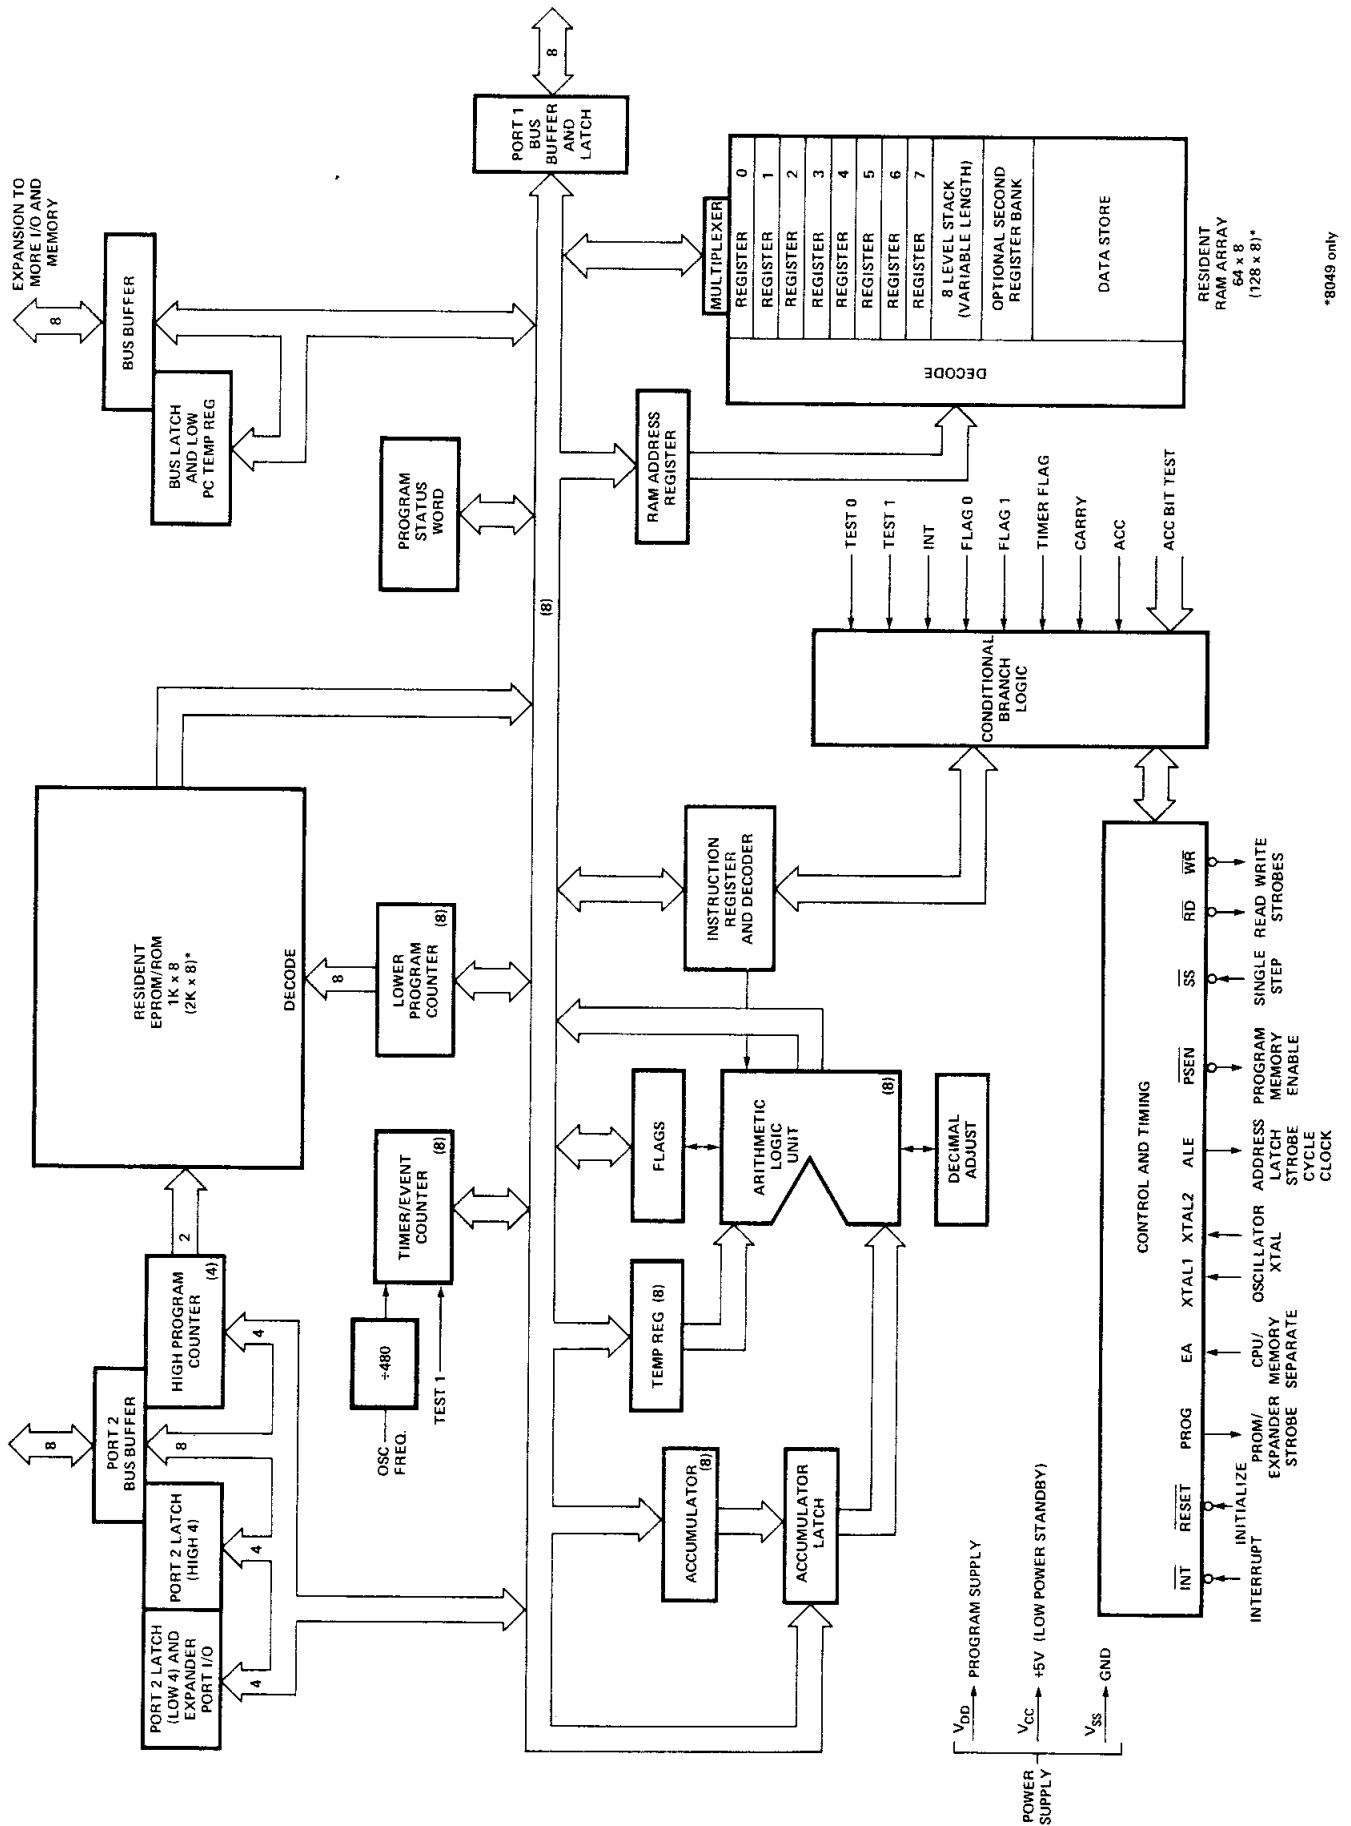 EXPANSION TO
MORE I/O AND
MEMORY
8
BUS BUFFER
BUS LATCH
AND LOW
PC TEMP REG
PORT 1
BUS
BUFFER
AND
LATCH
8
PROGRAM
STATUS
WORD
RESIDENT
EPROM/ROM
1K x 8
(2K x 8)*
DECODE
8
LOWER
PROGRAM
COUNTER
(8)
TIMER/EVENT
COUNTER
(8)
÷480
OSC
FREQ.
TEST 1
2
HIGH PROGRAM
COUNTER
(4)
8
PORT 2
BUS BUFFER
PORT 2 LATCH
(HIGH 4)
PORT 2 LATCH
(LOW 4) AND
EXPANDER
PORT I/O
4
8
4
4
(8)
MULTIPLEXER
REGISTER 0
REGISTER 1
REGISTER 2
REGISTER 3
REGISTER 4
REGISTER 5
REGISTER 6
REGISTER 7
8 LEVEL STACK
(VARIABLE LENGTH)
OPTIONAL SECOND
REGISTER BANK
DATA STORE
DECODE
RESIDENT
RAM ARRAY
64 x 8
(128 x 8)*
*8049 only
RAM ADDRESS
REGISTER
TEST 0
TEST 1
INT
FLAG 0
FLAG 1
TIMER FLAG
CARRY
ACC
ACC BIT TEST
CONDITIONAL
BRANCH
LOGIC
INSTRUCTION
REGISTER
AND DECODER
FLAGS
ARITHMETIC
LOGIC
UNIT
(8)
DECIMAL
ADJUST
TEMP REG (8)
ACCUMULATOR
(8)
ACCUMULATOR
LATCH
CONTROL AND TIMING
INT
RESET
PROG
EA
XTAL1
XTAL2
ALE
PSEN
SS
RD
WR
INTERRUPT
INITIALIZE
PROM/
EXPANDER
STROBE
CPU/
MEMORY
SEPARATE
OSCILLATOR
XTAL
ADDRESS
LATCH
STROBE
CYCLE
CLOCK
PROGRAM
MEMORY
ENABLE
SINGLE
STEP
READ WRITE
STROBES
POWER
SUPPLY
VDD PROGRAM SUPPLY
VCC +5V (LOW POWER STANDBY)
VSS GND